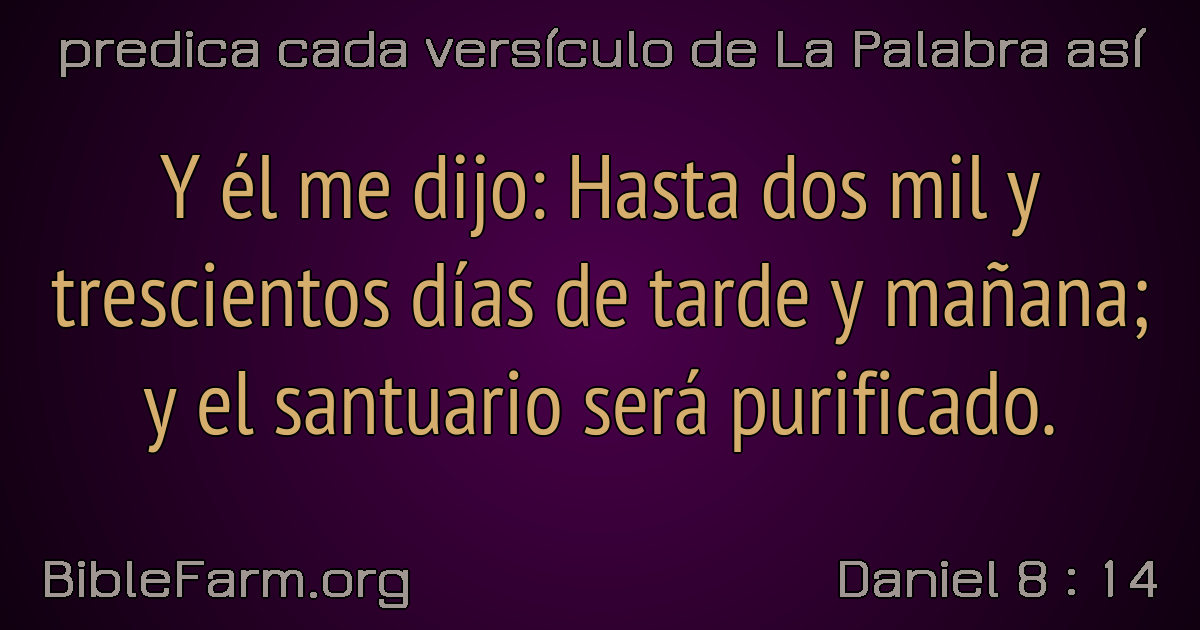 predica cada versículo de La Palabra así
Y él me dijo: Hasta dos mil y
trescientos días de tarde y mañana;
y el santuario será purificado.
BibleFarm.org
Daniel 8 : 14